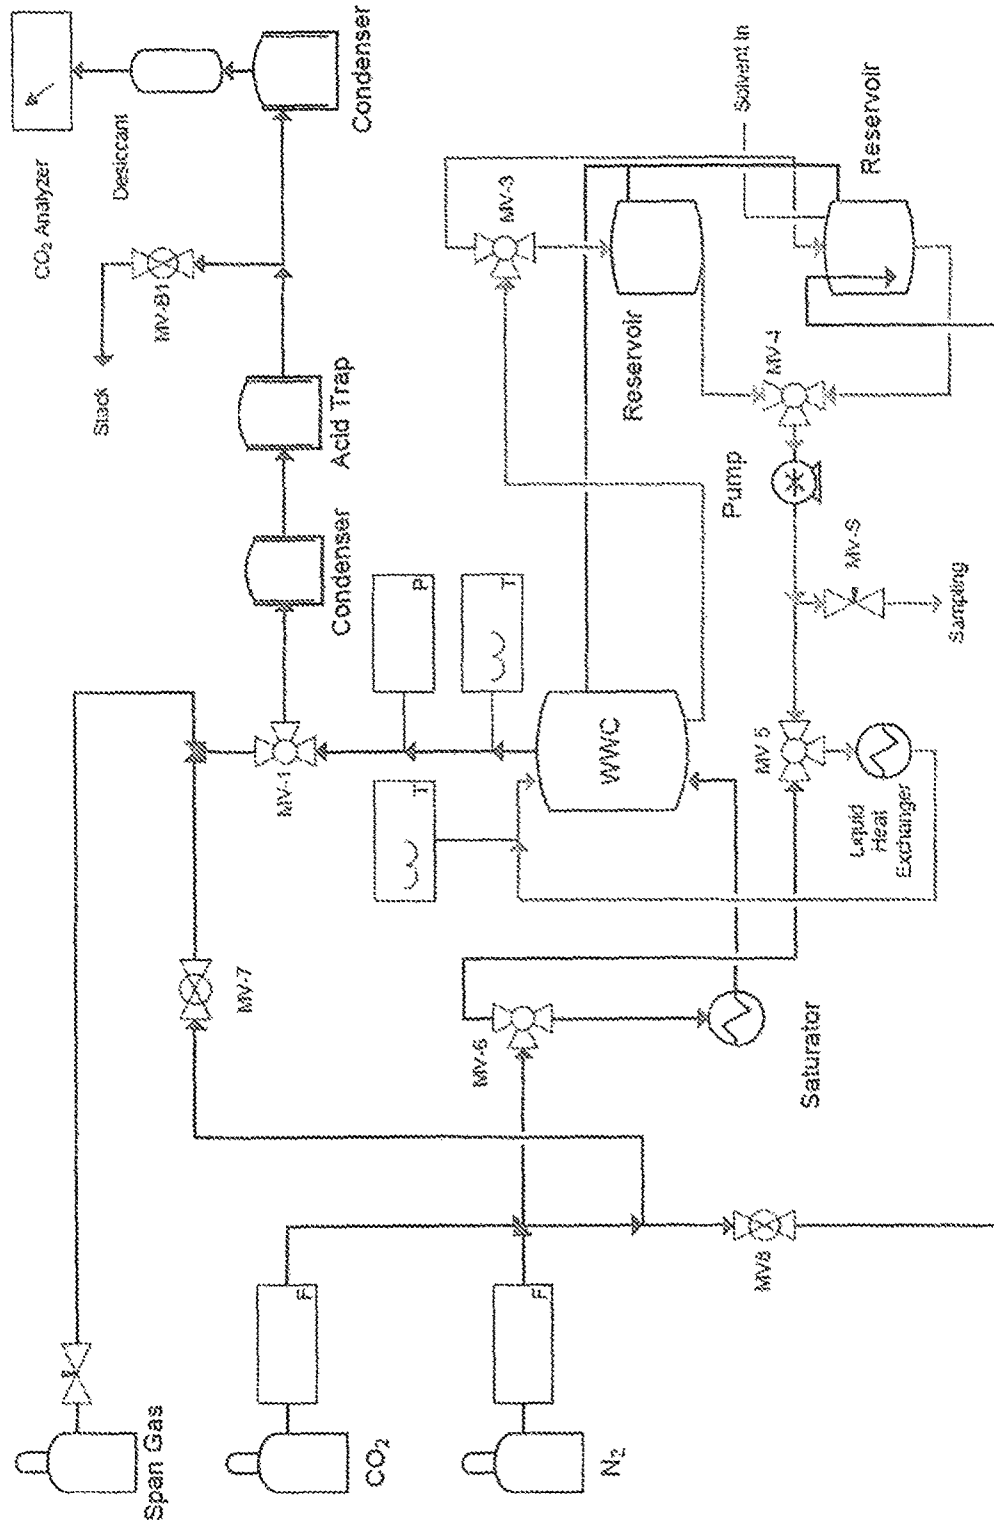 Span Gas
CO₂
F
N₂
F
MV8
MV-7
MV-6
Saturator
MV-1
T
P
T
WWC
Liquid
Heat
Exchanger
MV 5
MV-S
Sampling
Pump
MV-4
MV-3
Reservoir
Reservoir
Solvent In
Condenser
Acid Trap
Stack
MV-B1
Condenser
Desiccant
CO₂ Analyzer